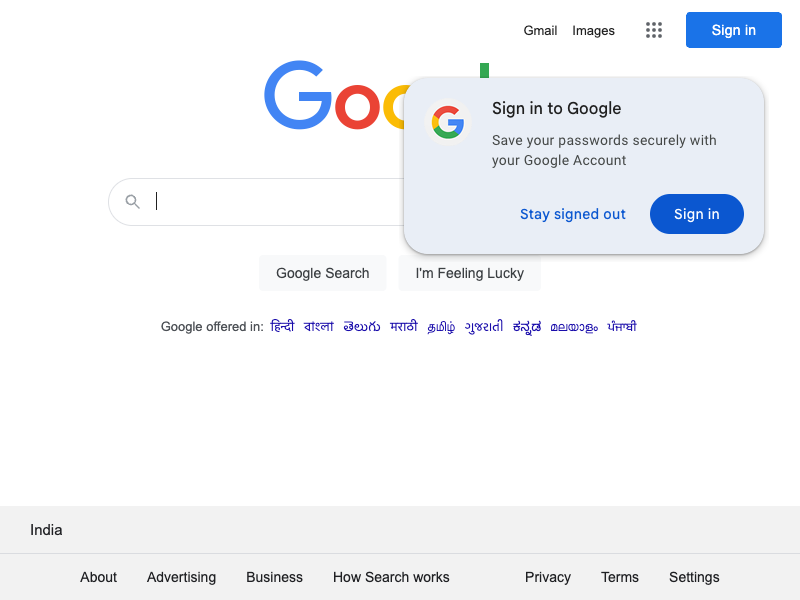 Gmail Images Sign in
Sign in to Google
Save your passwords securely with
your Google Account
Stay signed out Sign in
Google Search I'm Feeling Lucky
Google offered in: हिन्दी বাংলা తెలుగు मराठी தமிழ் ગુજરાતી ಕನ್ನಡ മലയാളം ਪੰਜਾਬੀ
India
About Advertising Business How Search works Privacy Terms Settings